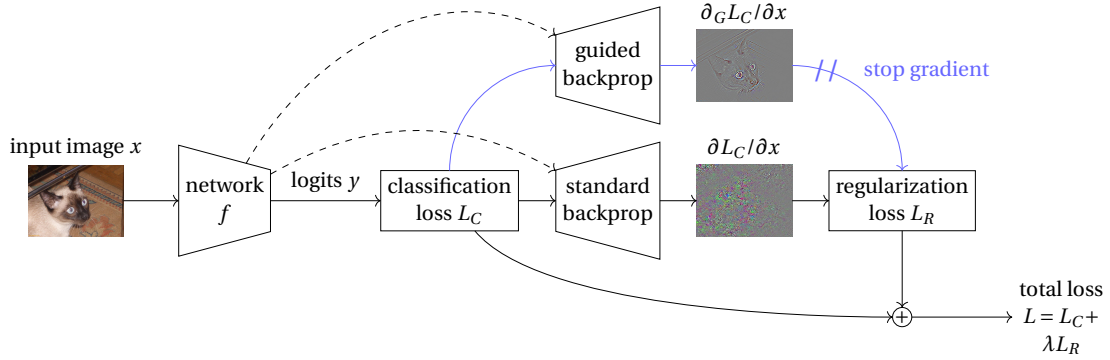 ∂_G L_C/∂x
guided
backprop
stop gradient
input image x
∂L_C/∂x
network
f
logits y
classification
loss L_C
standard
backprop
regularization
loss L_R
+
total loss
L = L_C +
λL_R